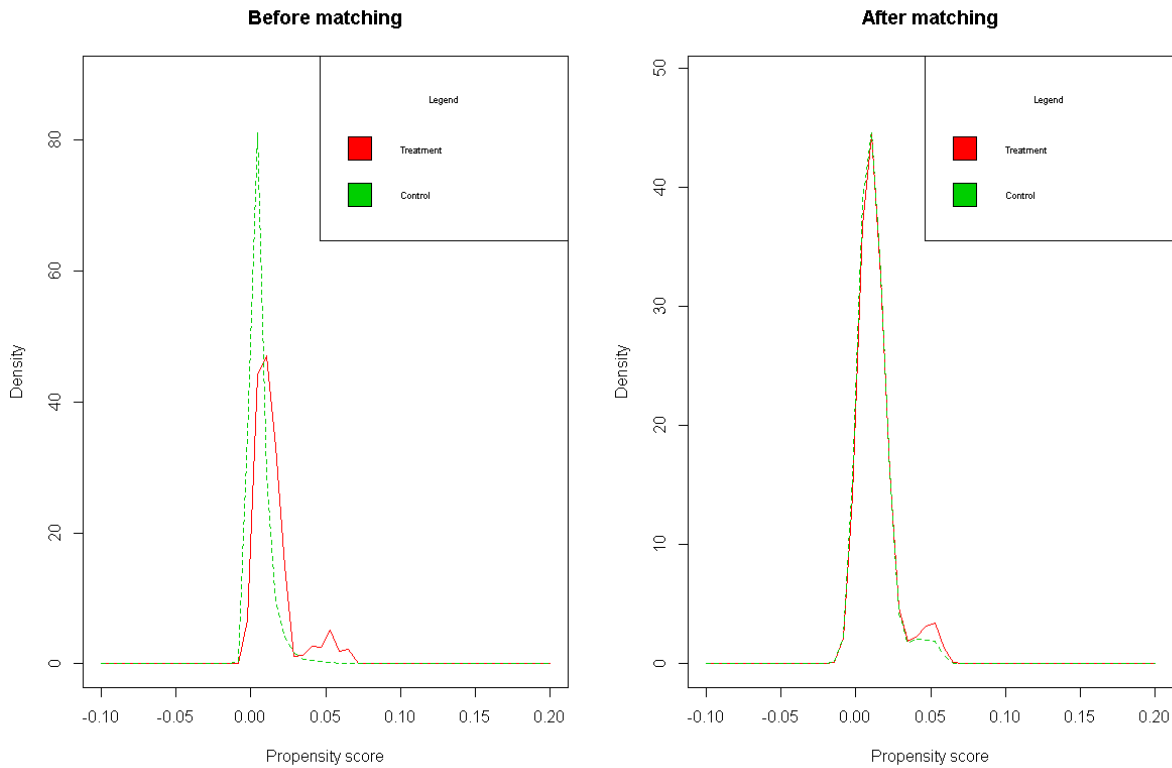 Before matching
Density
80
60
40
20
0
-0.10 -0.05 0.00 0.05 0.10 0.15 0.20
Propensity score
Legend
Treatment
Control
After matching
Density
50
40
30
20
10
0
-0.10 -0.05 0.00 0.05 0.10 0.15 0.20
Propensity score
Legend
Treatment
Control